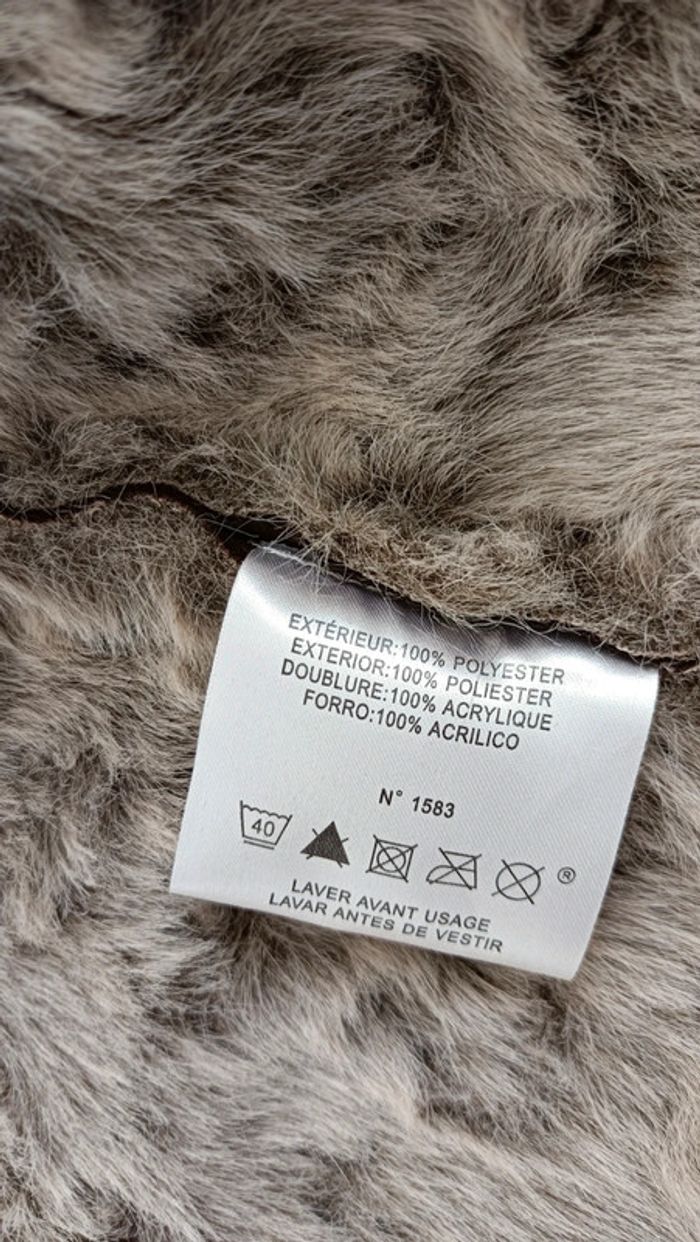 EXTÉRIEUR:100% POLYESTER
EXTERIOR:100% POLIESTER
DOUBLURE:100% ACRYLIQUE
FORRO:100% ACRILICO
N° 1583
40 ®
LAVER AVANT USAGE
LAVAR ANTES DE VESTIR